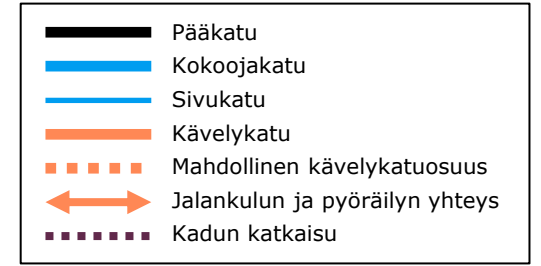 Pääkatu
Kokoojakatu
Sivukatu
Kävelykatu
Mahdollinen kävelykatuosuus
Jalankulun ja pyöräilyn yhteys
Kadun katkaisu